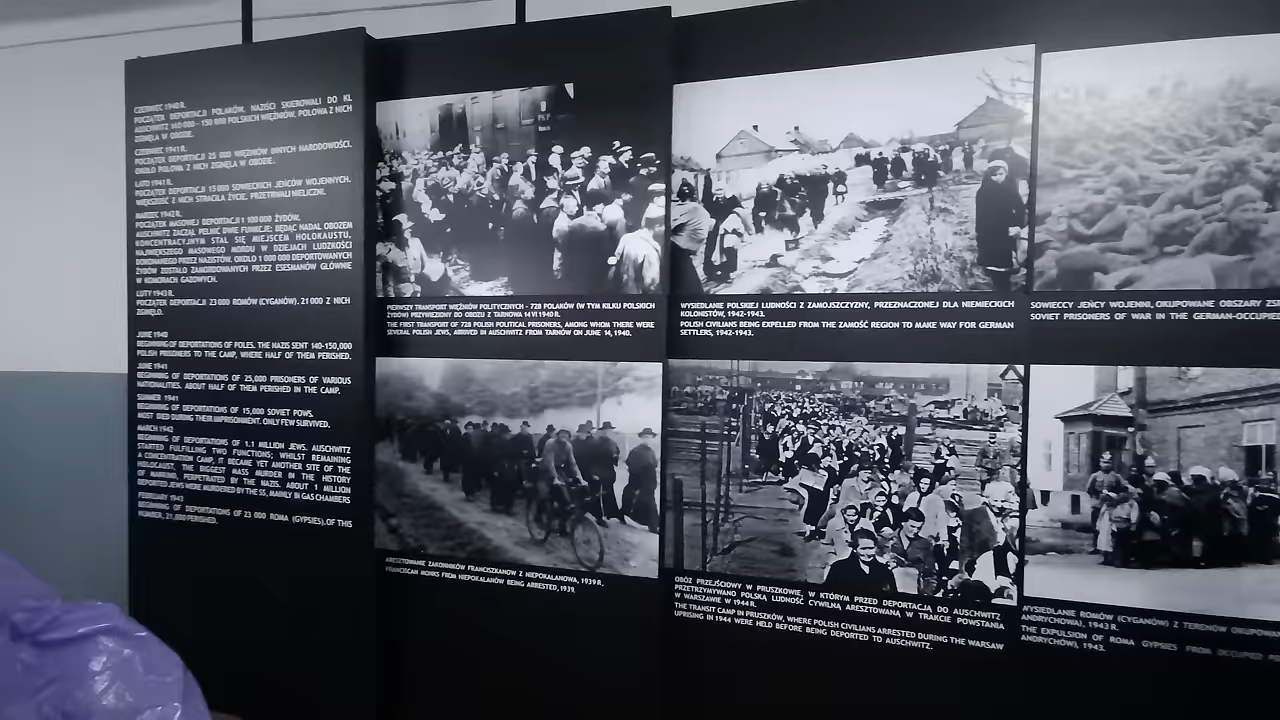 CZERWIEC 1940 R.
POCZĄTEK DEPORTACJI POLAKÓW. NAZIŚCI SKIEROWALI DO KL
AUSCHWITZ 140 000 - 150 000 POLSKICH WIĘŹNIÓW. POŁOWA Z NICH
ZGINĘŁA W OBOZIE.
CZERWIEC 1941 R.
POCZĄTEK DEPORTACJI 25 000 WIĘŹNIÓW INNYCH NARODOWOŚCI.
OKOŁO POŁOWA Z NICH ZGINĘŁA W OBOZIE.
LATO 1941 R.
POCZĄTEK DEPORTACJI 15 000 SOWIECKICH JEŃCÓW WOJENNYCH.
WIĘKSZOŚĆ Z NICH STRACIŁA ŻYCIE. PRZETRWALI NIELICZNI.
MARZEC 1942 R.
POCZĄTEK MASOWEJ DEPORTACJI 1 100 000 ŻYDÓW.
AUSCHWITZ ZACZĄŁ PEŁNIĆ DWIE FUNKCJE: BĘDĄC NADAL OBOZEM
KONCENTRACYJNYM STAŁ SIĘ MIEJSCEM HOLOKAUSTU,
NAJWIĘKSZEGO MASOWEGO MORDU W DZIEJACH LUDZKOŚCI
DOKONANEGO PRZEZ NAZISTÓW. OKOŁO 1 000 000 DEPORTOWANYCH
ŻYDÓW ZOSTAŁO ZAMORDOWANYCH PRZEZ ESESMANÓW GŁÓWNIE
W KOMORACH GAZOWYCH.
LUTY 1943 R.
POCZĄTEK DEPORTACJI 23 000 ROMÓW (CYGANÓW). 21 000 Z NICH
ZGINĘŁO.
JUNE 1940
BEGINNING OF DEPORTATIONS OF POLES. THE NAZIS SENT 140-150,000
POLISH PRISONERS TO THE CAMP, WHERE HALF OF THEM PERISHED.
JUNE 1941
BEGINNING OF DEPORTATIONS OF 25,000 PRISONERS OF VARIOUS
NATIONALITIES. ABOUT HALF OF THEM PERISHED IN THE CAMP.
SUMMER 1941
BEGINNING OF DEPORTATIONS OF 15,000 SOVIET POWS.
MOST DIED DURING THEIR IMPRISONMENT. ONLY FEW SURVIVED.
MARCH 1942
BEGINNING OF DEPORTATIONS OF 1.1 MILLION JEWS. AUSCHWITZ
STARTED FULFILLING TWO FUNCTIONS; WHILST REMAINING
A CONCENTRATION CAMP, IT BECAME YET ANOTHER SITE OF THE
HOLOCAUST, THE BIGGEST MASS MURDER IN THE HISTORY
OF MANKIND, PERPETRATED BY THE NAZIS. ABOUT 1 MILLION
DEPORTED JEWS WERE MURDERED BY THE SS, MAINLY IN GAS CHAMBERS
FEBRUARY 1943
BEGINNING OF DEPORTATIONS OF 23 000 ROMA (GYPSIES).OF THIS
NUMBER, 21,000 PERISHED.
PIERWSZY TRANSPORT WIĘŹNIÓW POLITYCZNYCH - 728 POLAKÓW (W TYM KILKU POLSKICH
ŻYDÓW) PRZYWIEZIONY DO OBOZU Z TARNOWA 14 VI 1940 R.
THE FIRST TRANSPORT OF 728 POLISH POLITICAL PRISONERS, AMONG WHOM THERE WERE
SEVERAL POLISH JEWS, ARRIVED IN AUSCHWITZ FROM TARNÓW ON JUNE 14, 1940.
WYSIEDLANIE POLSKIEJ LUDNOŚCI Z ZAMOJSZCZYZNY, PRZEZNACZONEJ DLA NIEMIECKICH
KOLONISTÓW, 1942-1943.
POLISH CIVILIANS BEING EXPELLED FROM THE ZAMOŚĆ REGION TO MAKE WAY FOR GERMAN
SETTLERS, 1942-1943.
SOWIECCY JEŃCY WOJENNI, OKUPOWANE OBSZARY ZS
SOVIET PRISONERS OF WAR IN THE GERMAN-OCCUPIED
ARESZTOWANIE ZAKONNIKÓW FRANCISZKANÓW Z NIEPOKALANOWA, 1939 R.
FRANCISCAN MONKS FROM NIEPOKALANÓW BEING ARRESTED, 1939.
OBÓZ PRZEJŚCIOWY W PRUSZKOWIE, W KTÓRYM PRZED DEPORTACJĄ DO AUSCHWITZ
PRZETRZYMYWANO POLSKĄ LUDNOŚĆ CYWILNĄ ARESZTOWANĄ W TRAKCIE POWSTANIA
W WARSZAWIE W 1944 R.
THE TRANSIT CAMP IN PRUSZKÓW, WHERE POLISH CIVILIANS ARRESTED DURING THE WARSAW
UPRISING IN 1944 WERE HELD BEFORE BEING DEPORTED TO AUSCHWITZ.
WYSIEDLANIE ROMÓW (CYGANÓW) Z TERENÓW
ANDRYCHOWA), 1943 R.
THE EXPULSION OF ROMA GYPSIES FROM OCCUPIED
ANDRYCHÓW), 1943.